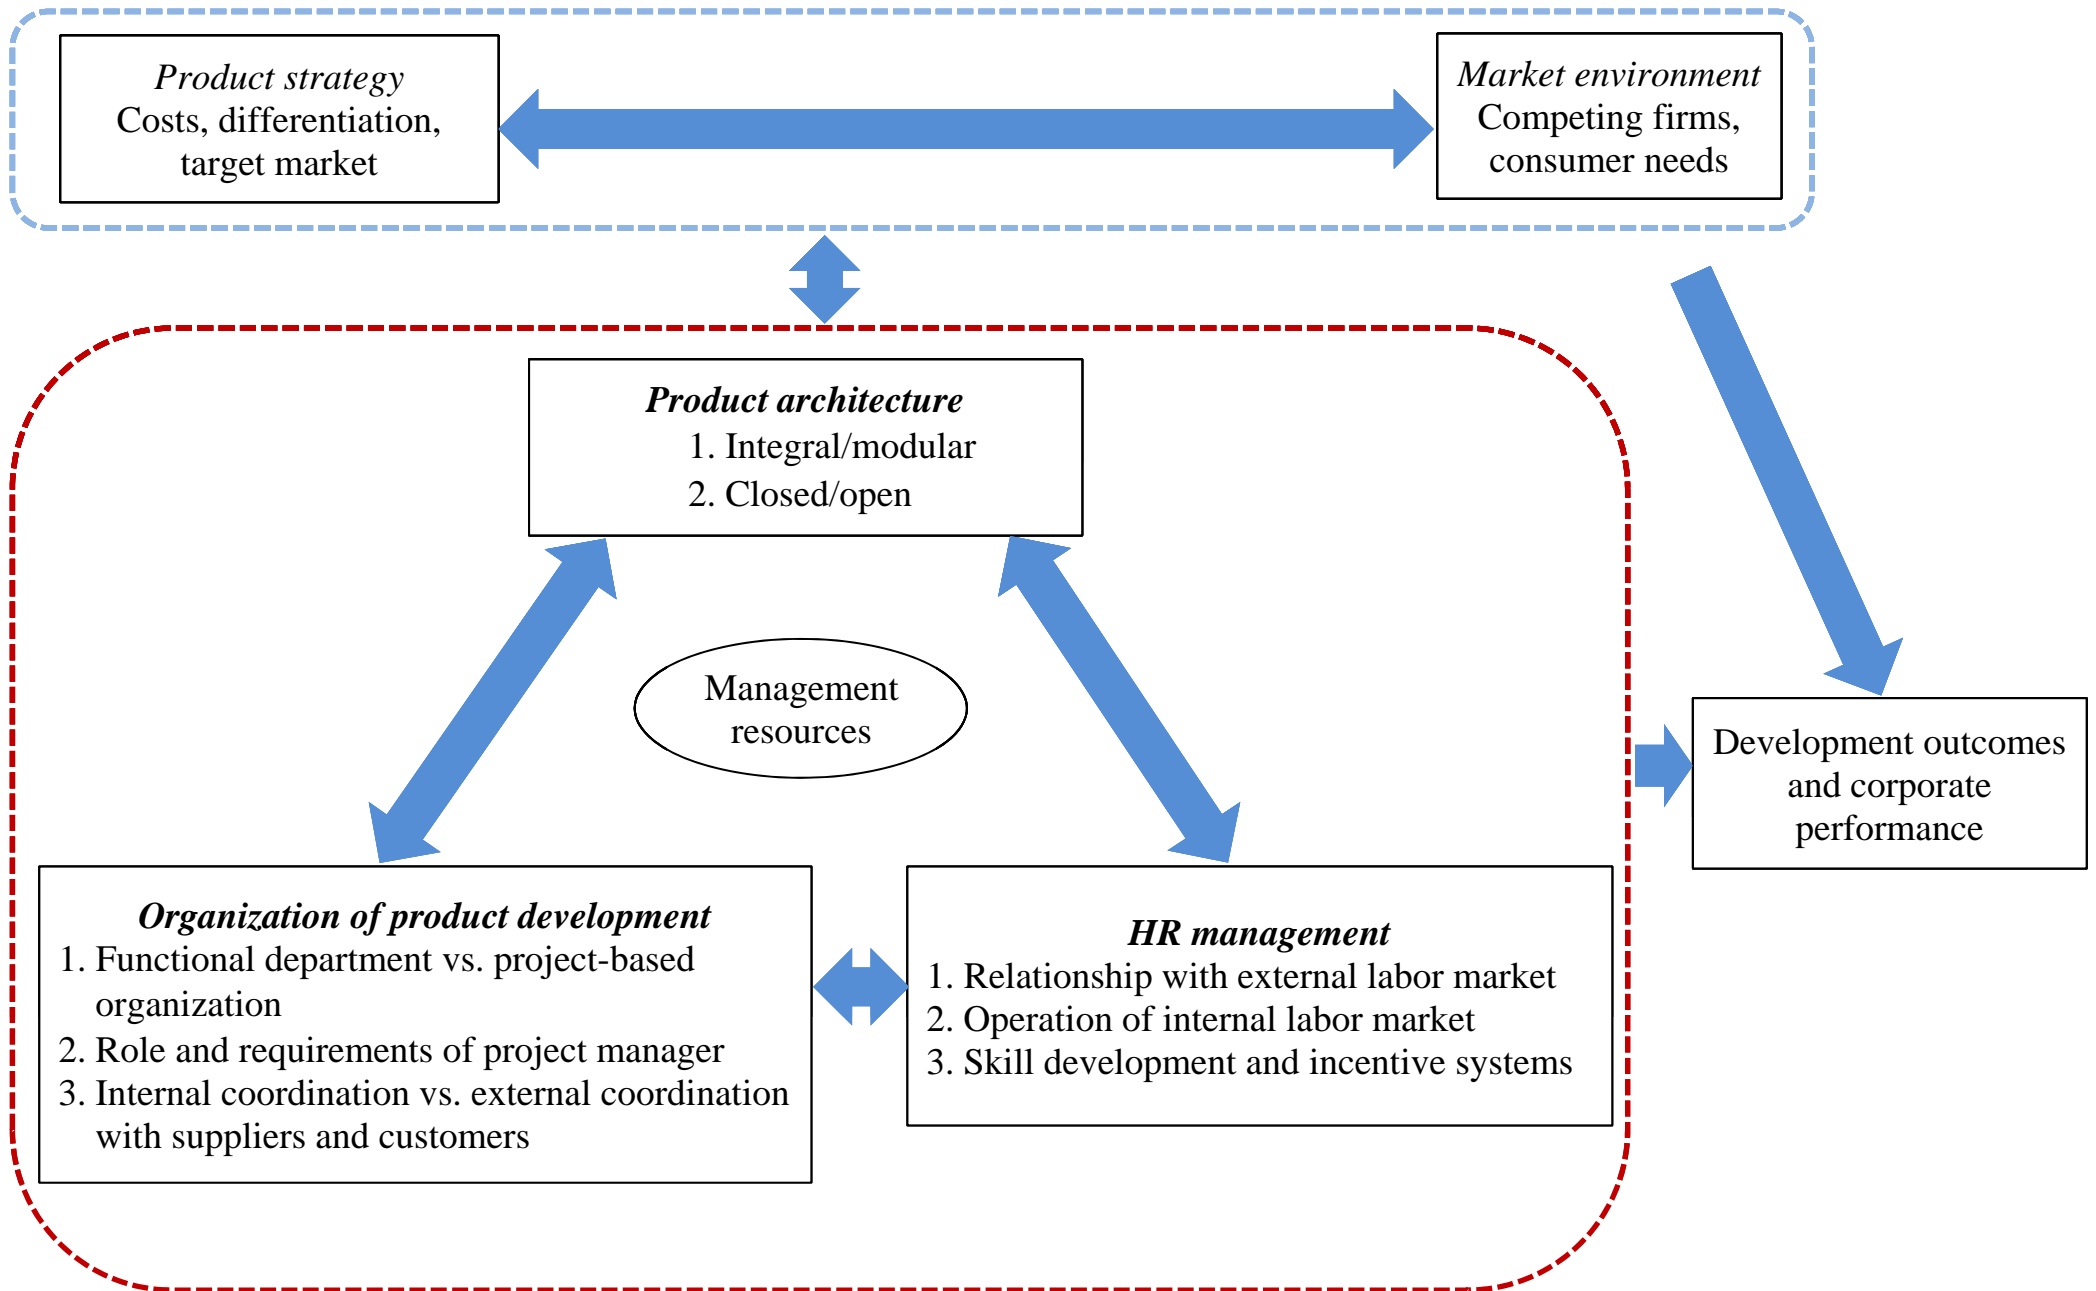 Product strategy
Costs, differentiation,
target market
Market environment
Competing firms,
consumer needs
Product architecture
1. Integral/modular
2. Closed/open
Management
resources
Development outcomes
and corporate
performance
Organization of product development
1. Functional department vs. project-based
organization
2. Role and requirements of project manager
3. Internal coordination vs. external coordination
with suppliers and customers
HR management
1. Relationship with external labor market
2. Operation of internal labor market
3. Skill development and incentive systems